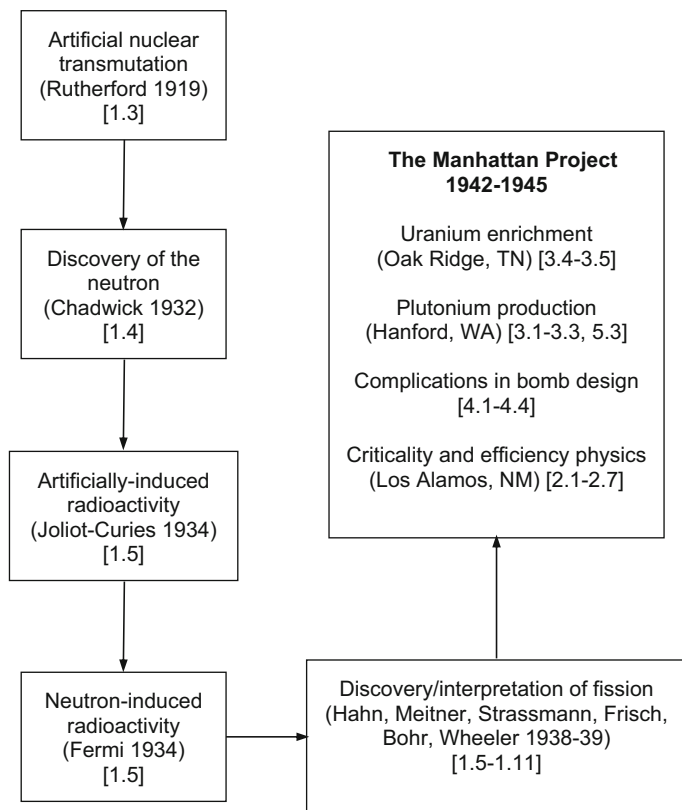 Artificial nuclear
transmutation
(Rutherford 1919)
[1.3]
Discovery of the
neutron
(Chadwick 1932)
[1.4]
Artificially-induced
radioactivity
(Joliot-Curies 1934)
[1.5]
Neutron-induced
radioactivity
(Fermi 1934)
[1.5]
Discovery/interpretation of fission
(Hahn, Meitner, Strassmann, Frisch,
Bohr, Wheeler 1938-39)
[1.5-1.11]
The Manhattan Project
1942-1945
Uranium enrichment
(Oak Ridge, TN) [3.4-3.5]
Plutonium production
(Hanford, WA) [3.1-3.3, 5.3]
Complications in bomb design
[4.1-4.4]
Criticality and efficiency physics
(Los Alamos, NM) [2.1-2.7]